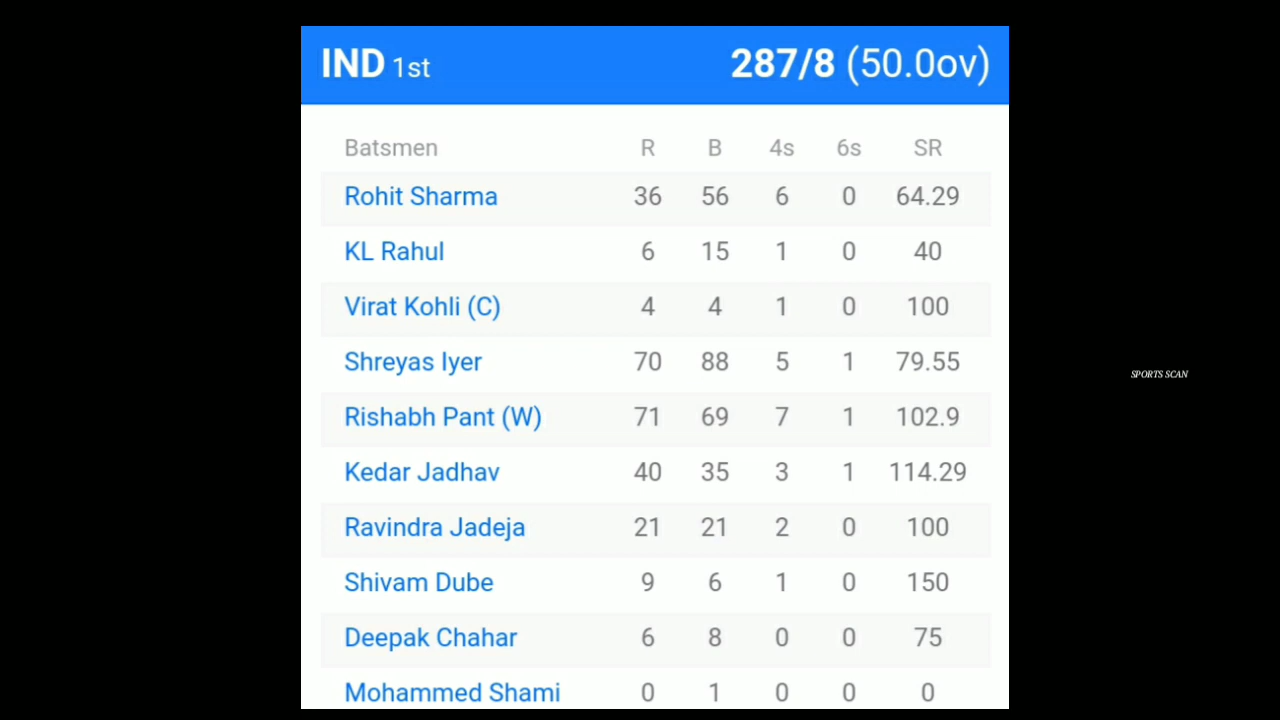 IND 1st 287/8 (50.0ov)
Batsmen R B 4s 6s SR
Rohit Sharma 36 56 6 0 64.29
KL Rahul 6 15 1 0 40
Virat Kohli (C) 4 4 1 0 100
Shreyas Iyer 70 88 5 1 79.55
Rishabh Pant (W) 71 69 7 1 102.9
Kedar Jadhav 40 35 3 1 114.29
Ravindra Jadeja 21 21 2 0 100
Shivam Dube 9 6 1 0 150
Deepak Chahar 6 8 0 0 75
Mohammed Shami 0 1 0 0 0
SPORTS SCAN